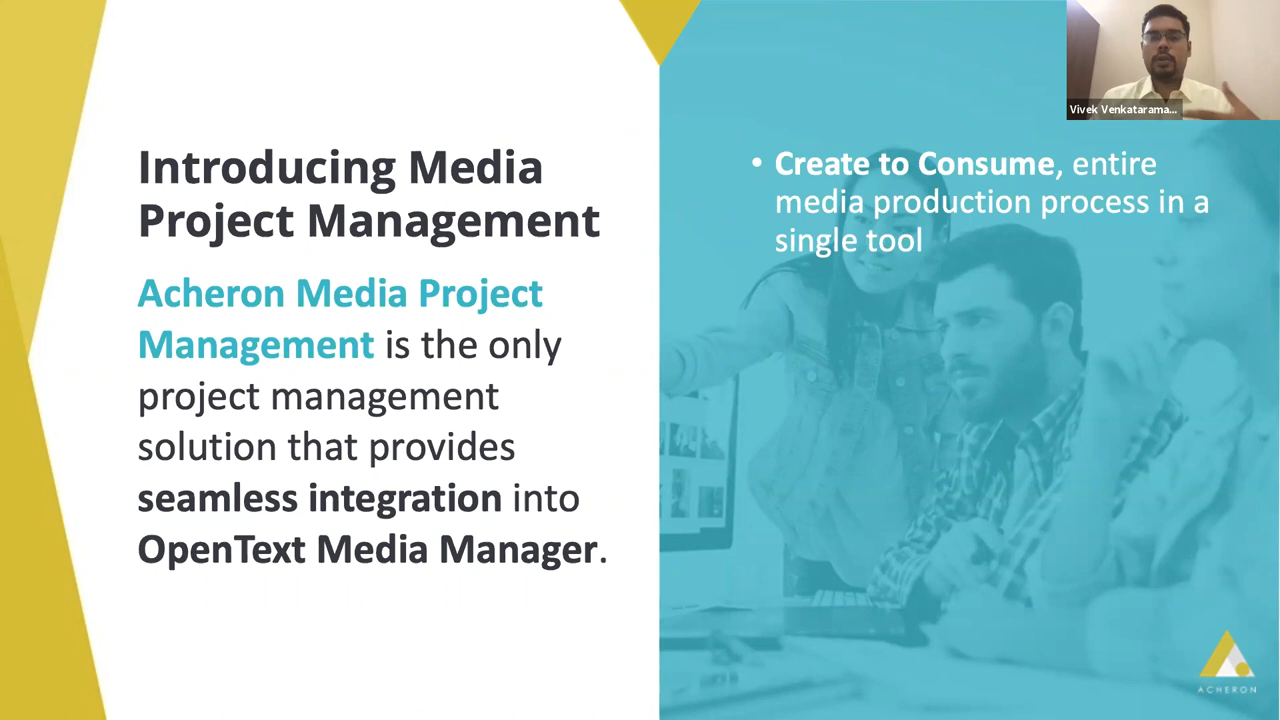 Introducing Media
Project Management
Acheron Media Project
Management is the only
project management
solution that provides
seamless integration into
OpenText Media Manager.
• Create to Consume, entire
media production process in a
single tool
Vivek Venkatarama...
ACHERON